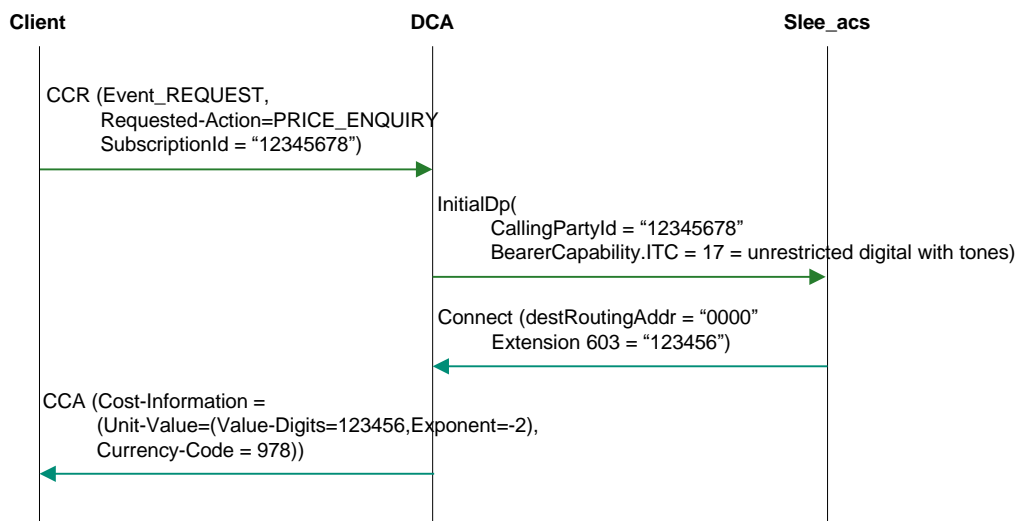 Client DCA Slee_acs
CCR (Event_REQUEST,
Requested-Action=PRICE_ENQUIRY
SubscriptionId = “12345678”)
InitialDp(
CallingPartyId = “12345678”
BearerCapability.ITC = 17 = unrestricted digital with tones)
Connect (destRoutingAddr = “0000”
Extension 603 = “123456”)
CCA (Cost-Information =
(Unit-Value=(Value-Digits=123456,Exponent=-2),
Currency-Code = 978))